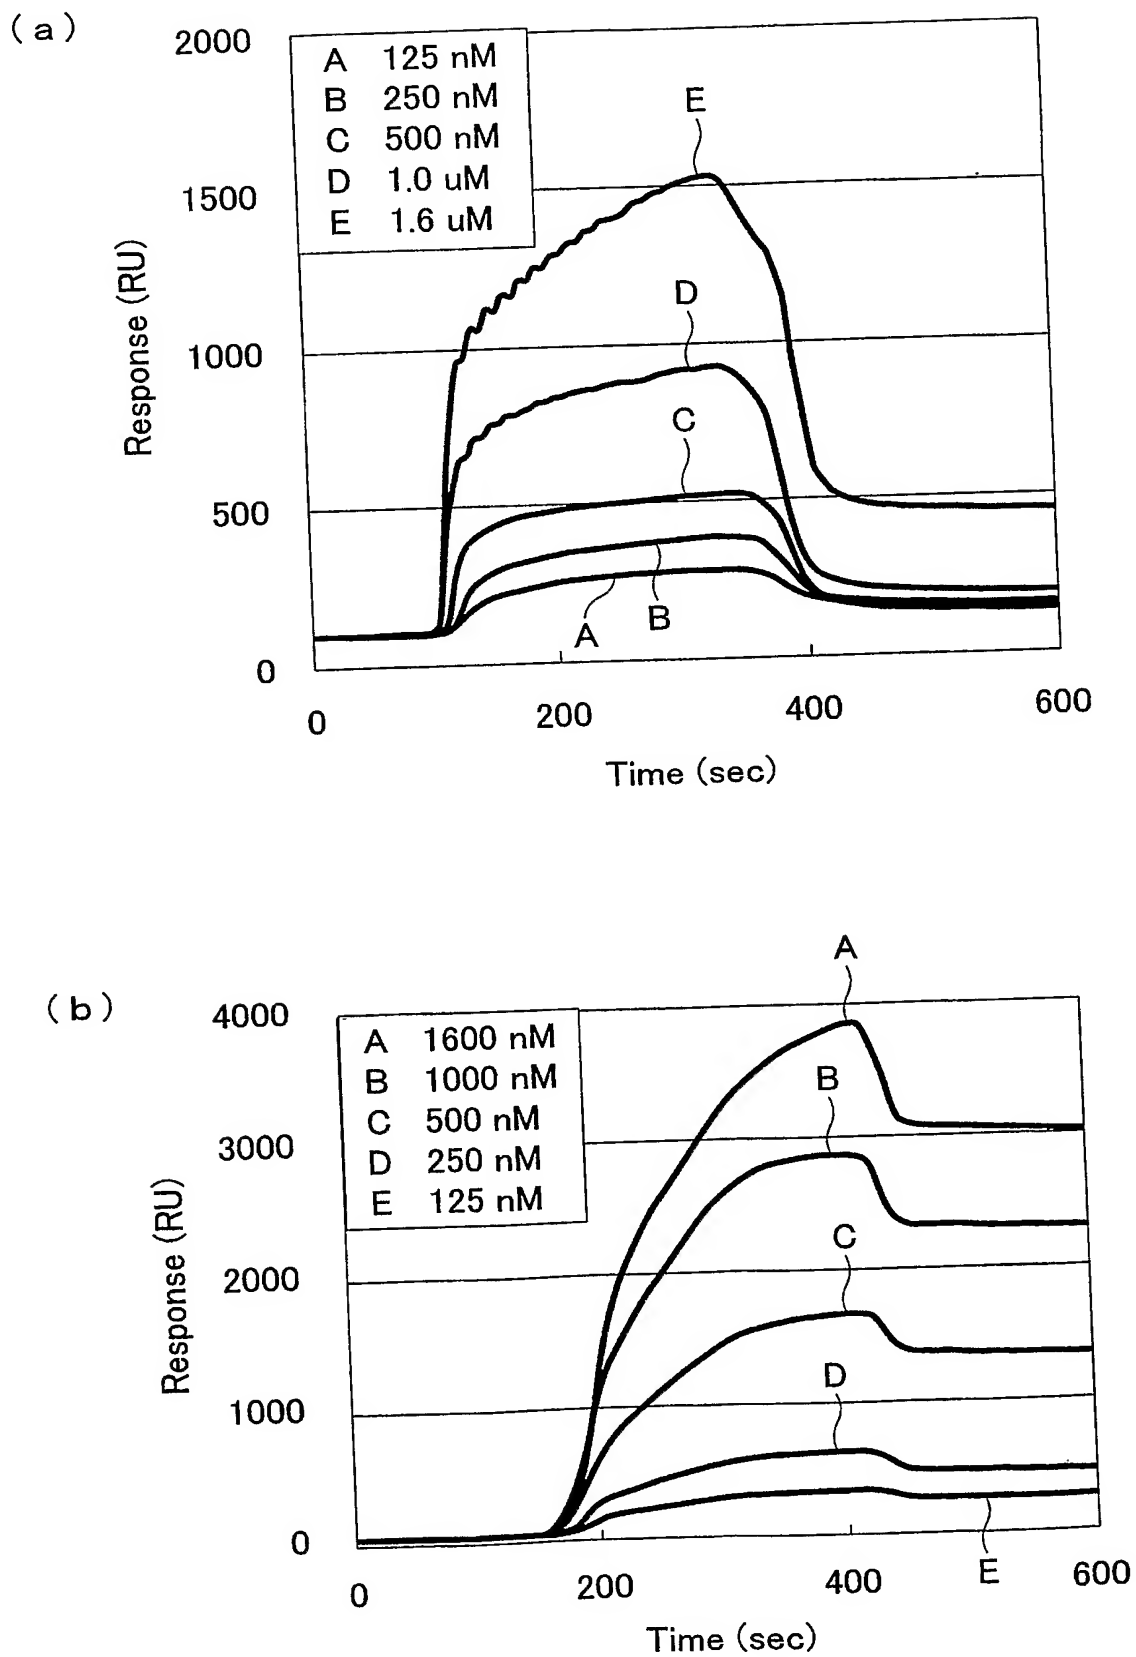 (a)
2000
1500
1000
500
0
Response (RU)
A 125 nM
B 250 nM
C 500 nM
D 1.0 uM
E 1.6 uM
E
D
C
B
A
0 200 400 600
Time (sec)
(b)
4000
3000
2000
1000
0
Response (RU)
A 1600 nM
B 1000 nM
C 500 nM
D 250 nM
E 125 nM
A
B
C
D
E
0 200 400 600
Time (sec)